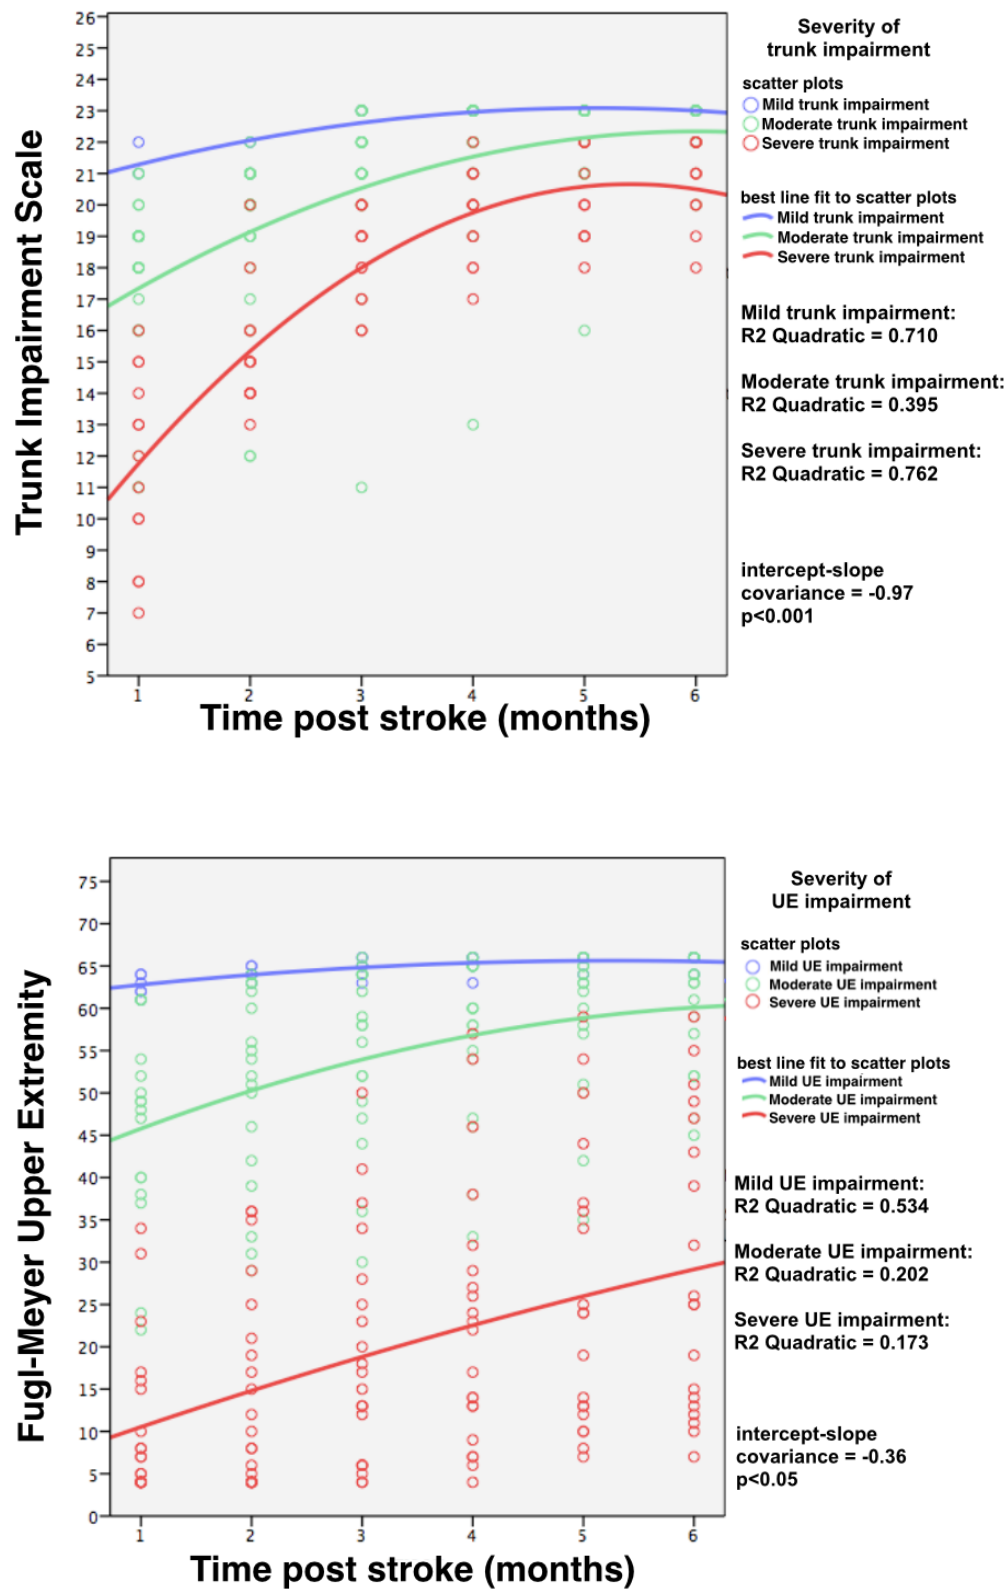 Trunk Impairment Scale
26
25
24
23
22
21
20
19
18
17
16
15
14
13
12
11
10
9
8
7
6
5
1 2 3 4 5 6
Time post stroke (months)
Severity of
trunk impairment
scatter plots
Mild trunk impairment
Moderate trunk impairment
Severe trunk impairment
best line fit to scatter plots
Mild trunk impairment
Moderate trunk impairment
Severe trunk impairment
Mild trunk impairment:
R2 Quadratic = 0.710
Moderate trunk impairment:
R2 Quadratic = 0.395
Severe trunk impairment:
R2 Quadratic = 0.762
intercept-slope
covariance = -0.97
p<0.001
Fugl-Meyer Upper Extremity
75
70
65
60
55
50
45
40
35
30
25
20
15
10
5
0
1 2 3 4 5 6
Time post stroke (months)
Severity of
UE impairment
scatter plots
Mild UE impairment
Moderate UE impairment
Severe UE impairment
best line fit to scatter plots
Mild UE impairment
Moderate UE impairment
Severe UE impairment
Mild UE impairment:
R2 Quadratic = 0.534
Moderate UE impairment:
R2 Quadratic = 0.202
Severe UE impairment:
R2 Quadratic = 0.173
intercept-slope
covariance = -0.36
p<0.05